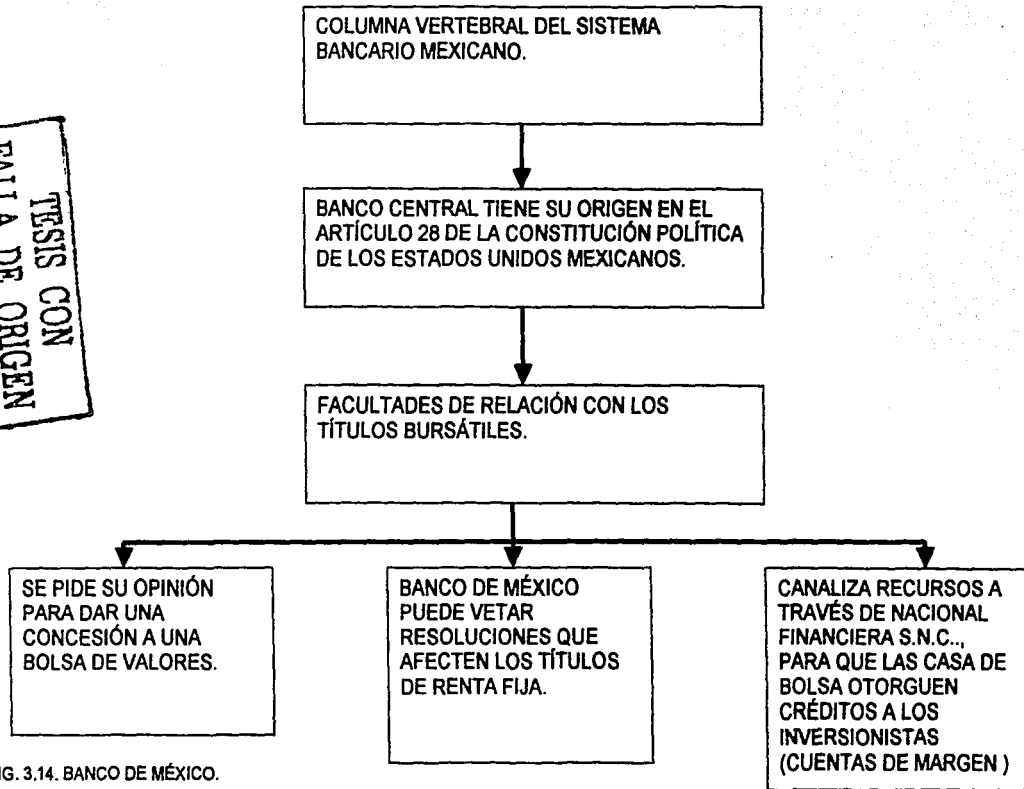 COLUMNA VERTEBRAL DEL SISTEMA
BANCARIO MEXICANO.
TESIS CON
FALLA DE ORIGEN
BANCO CENTRAL TIENE SU ORIGEN EN EL
ARTÍCULO 28 DE LA CONSTITUCIÓN POLÍTICA
DE LOS ESTADOS UNIDOS MEXICANOS.
FACULTADES DE RELACIÓN CON LOS
TÍTULOS BURSÁTILES.
SE PIDE SU OPINIÓN
PARA DAR UNA
CONCESIÓN A UNA
BOLSA DE VALORES.
BANCO DE MÉXICO
PUEDE VETAR
RESOLUCIONES QUE
AFECTEN LOS TÍTULOS
DE RENTA FIJA.
CANALIZA RECURSOS A
TRAVÉS DE NACIONAL
FINANCIERA S.N.C..,
PARA QUE LAS CASA DE
BOLSA OTORGUEN
CRÉDITOS A LOS
INVERSIONISTAS
(CUENTAS DE MARGEN )
IG. 3.14. BANCO DE MÉXICO.